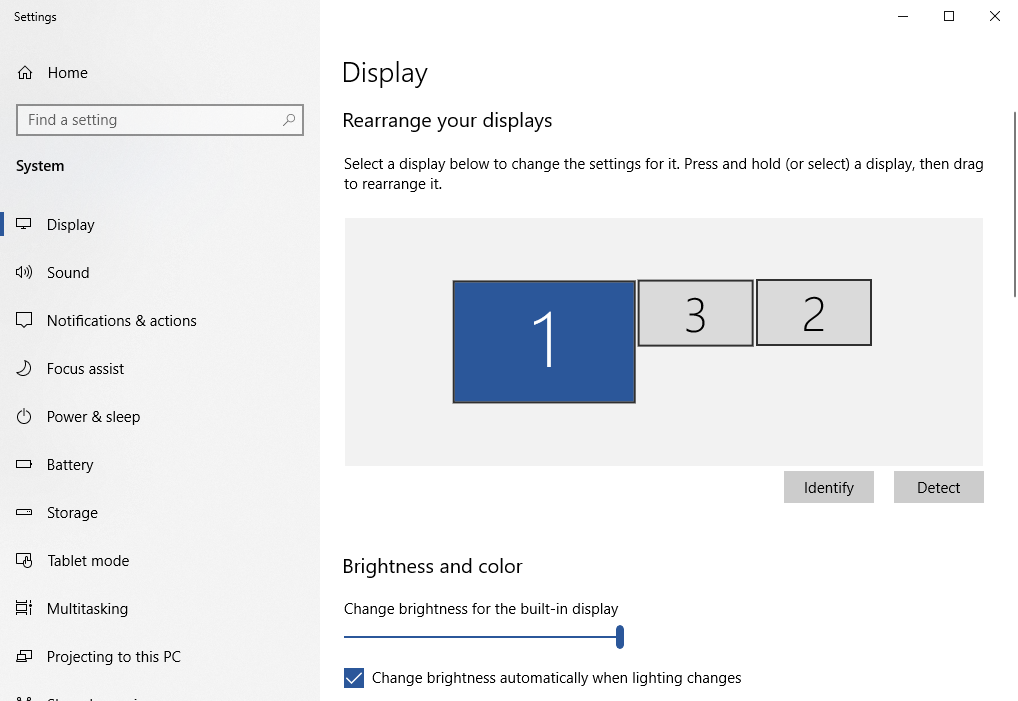 Settings
Home
Find a setting
System
Display
Sound
Notifications & actions
Focus assist
Power & sleep
Battery
Storage
Tablet mode
Multitasking
Projecting to this PC
Display
Rearrange your displays
Select a display below to change the settings for it. Press and hold (or select) a display, then drag
to rearrange it.
1
3
2
Identify
Detect
Brightness and color
Change brightness for the built-in display
Change brightness automatically when lighting changes